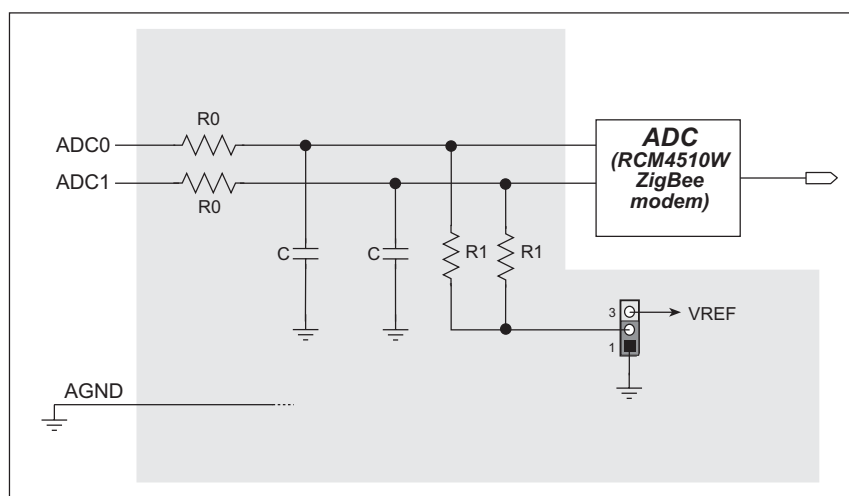 R0
ADC0
ADC1
R0
ADC
(RCM4510W
ZigBee
modem)
C
C
R1
R1
3
VREF
1
AGND